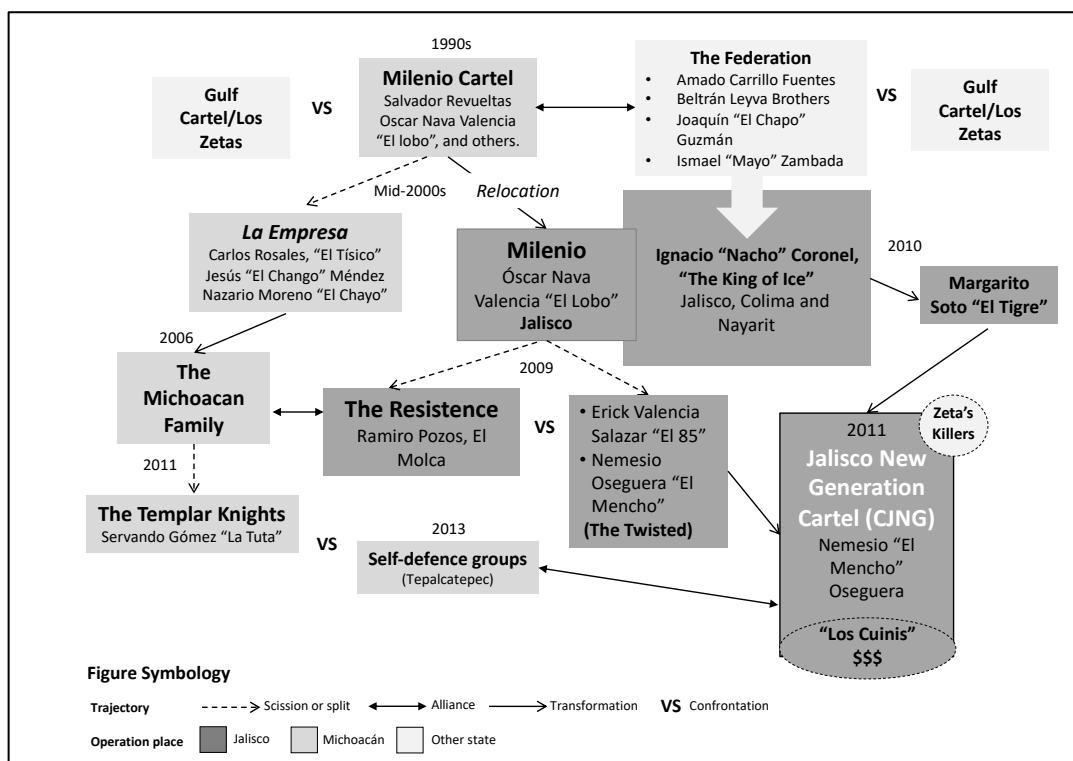 1990s
Milenio Cartel
Salvador Revueltas
Oscar Nava Valencia
“El lobo”, and others.
Gulf
Cartel/Los
Zetas
VS
The Federation
• Amado Carrillo Fuentes
• Beltrán Leyva Brothers
• Joaquín “El Chapo”
Guzmán
• Ismael “Mayo” Zambada
VS
Gulf
Cartel/Los
Zetas
Mid-2000s
Relocation
La Empresa
Carlos Rosales, “El Tísico”
Jesús “El Chango” Méndez
Nazario Moreno “El Chayo”
Milenio
Óscar Nava
Valencia “El Lobo”
Jalisco
Ignacio “Nacho” Coronel,
“The King of Ice”
Jalisco, Colima and
Nayarit
2010
Margarito
Soto “El Tigre”
2006
The
Michoacan
Family
2009
The Resistence
Ramiro Pozos, El
Molca
VS
• Erick Valencia
Salazar “El 85”
• Nemesio
Oseguera “El
Mencho”
(The Twisted)
Zeta’s
Killers
2011
Jalisco New
Generation
Cartel (CJNG)
Nemesio “El
Mencho”
Oseguera
“Los Cuinis”
$$$
2011
The Templar Knights
Servando Gómez “La Tuta”
VS
2013
Self-defence groups
(Tepalcatepec)
Figure Symbology
Trajectory
Scission or split
Alliance
Transformation
VS Confrontation
Operation place
Jalisco
Michoacán
Other state